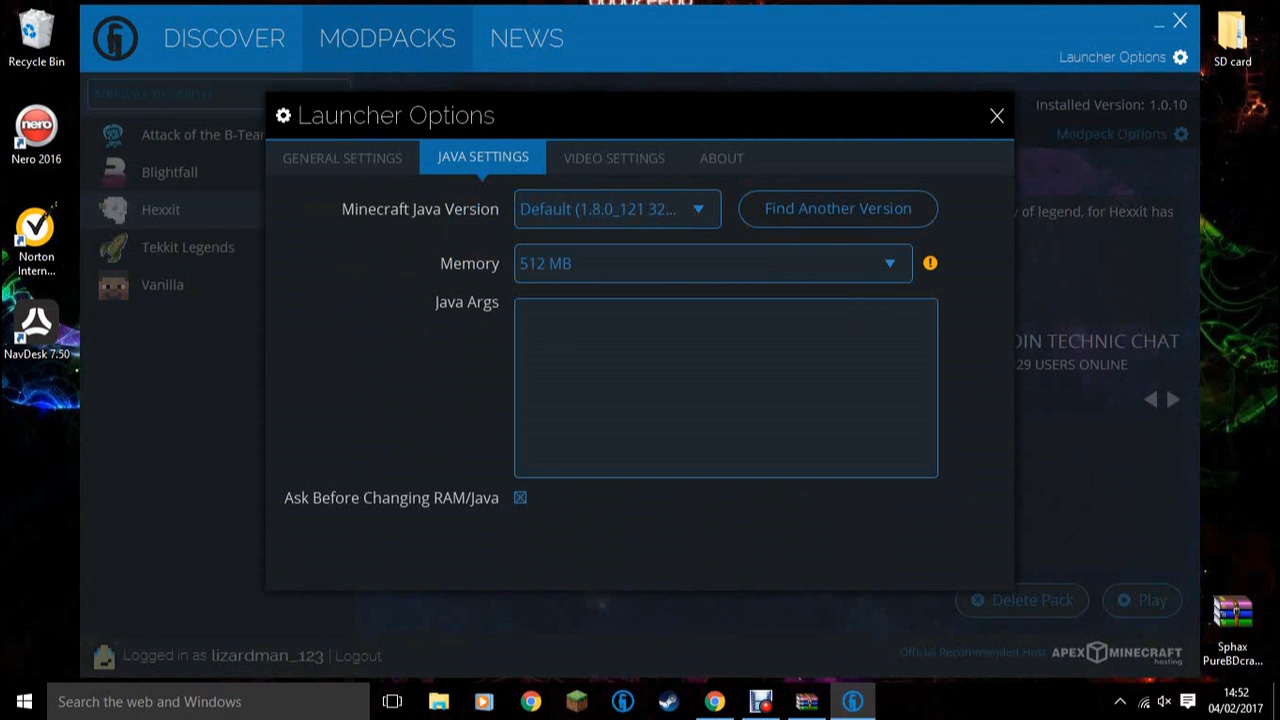 Recycle Bin
Nero 2016
Norton
Intern...
NavDesk 7.50
DISCOVER
MODPACKS
NEWS
Launcher Options
SD card
Installed Version: 1.0.10
Modpack Options
Attack of the B-Tear
Blightfall
Hexxit
Tekkit Legends
Vanilla
Launcher Options
GENERAL SETTINGS
JAVA SETTINGS
VIDEO SETTINGS
ABOUT
Minecraft Java Version
Default (1.8.0_121 32...
Find Another Version
y of legend, for Hexxit has
Memory
512 MB
Java Args
OIN TECHNIC CHAT
29 USERS ONLINE
Ask Before Changing RAM/Java
Delete Pack
Play
Logged in as lizardman_123 | Logout
Official Recommended Host
APEX MINECRAFT
hosting
Sphax
PureBDcra...
Search the web and Windows
14:52
04/02/2017